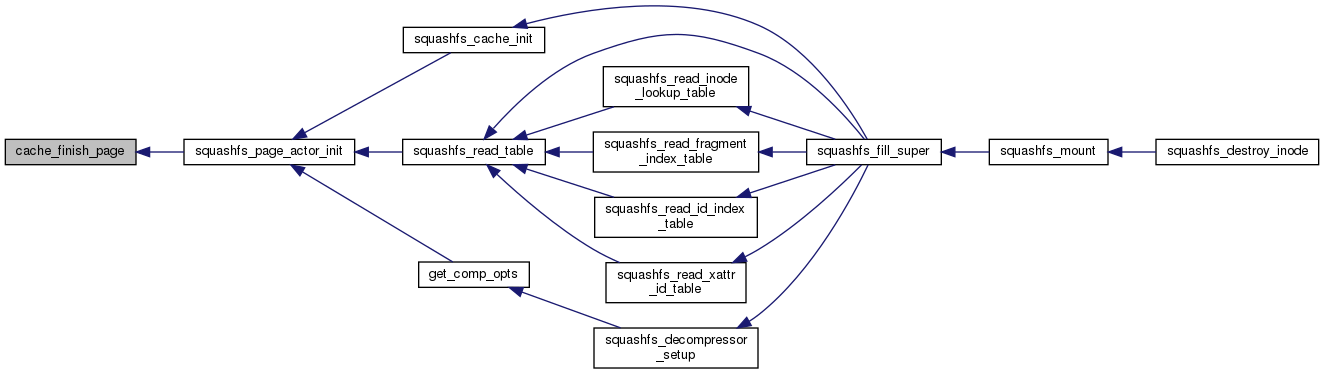 cache_finish_page
squashfs_page_actor_init
squashfs_cache_init
squashfs_read_table
get_comp_opts
squashfs_read_inode
_lookup_table
squashfs_read_fragment
_index_table
squashfs_read_id_index
_table
squashfs_read_xattr
_id_table
squashfs_decompressor
_setup
squashfs_fill_super
squashfs_mount
squashfs_destroy_inode